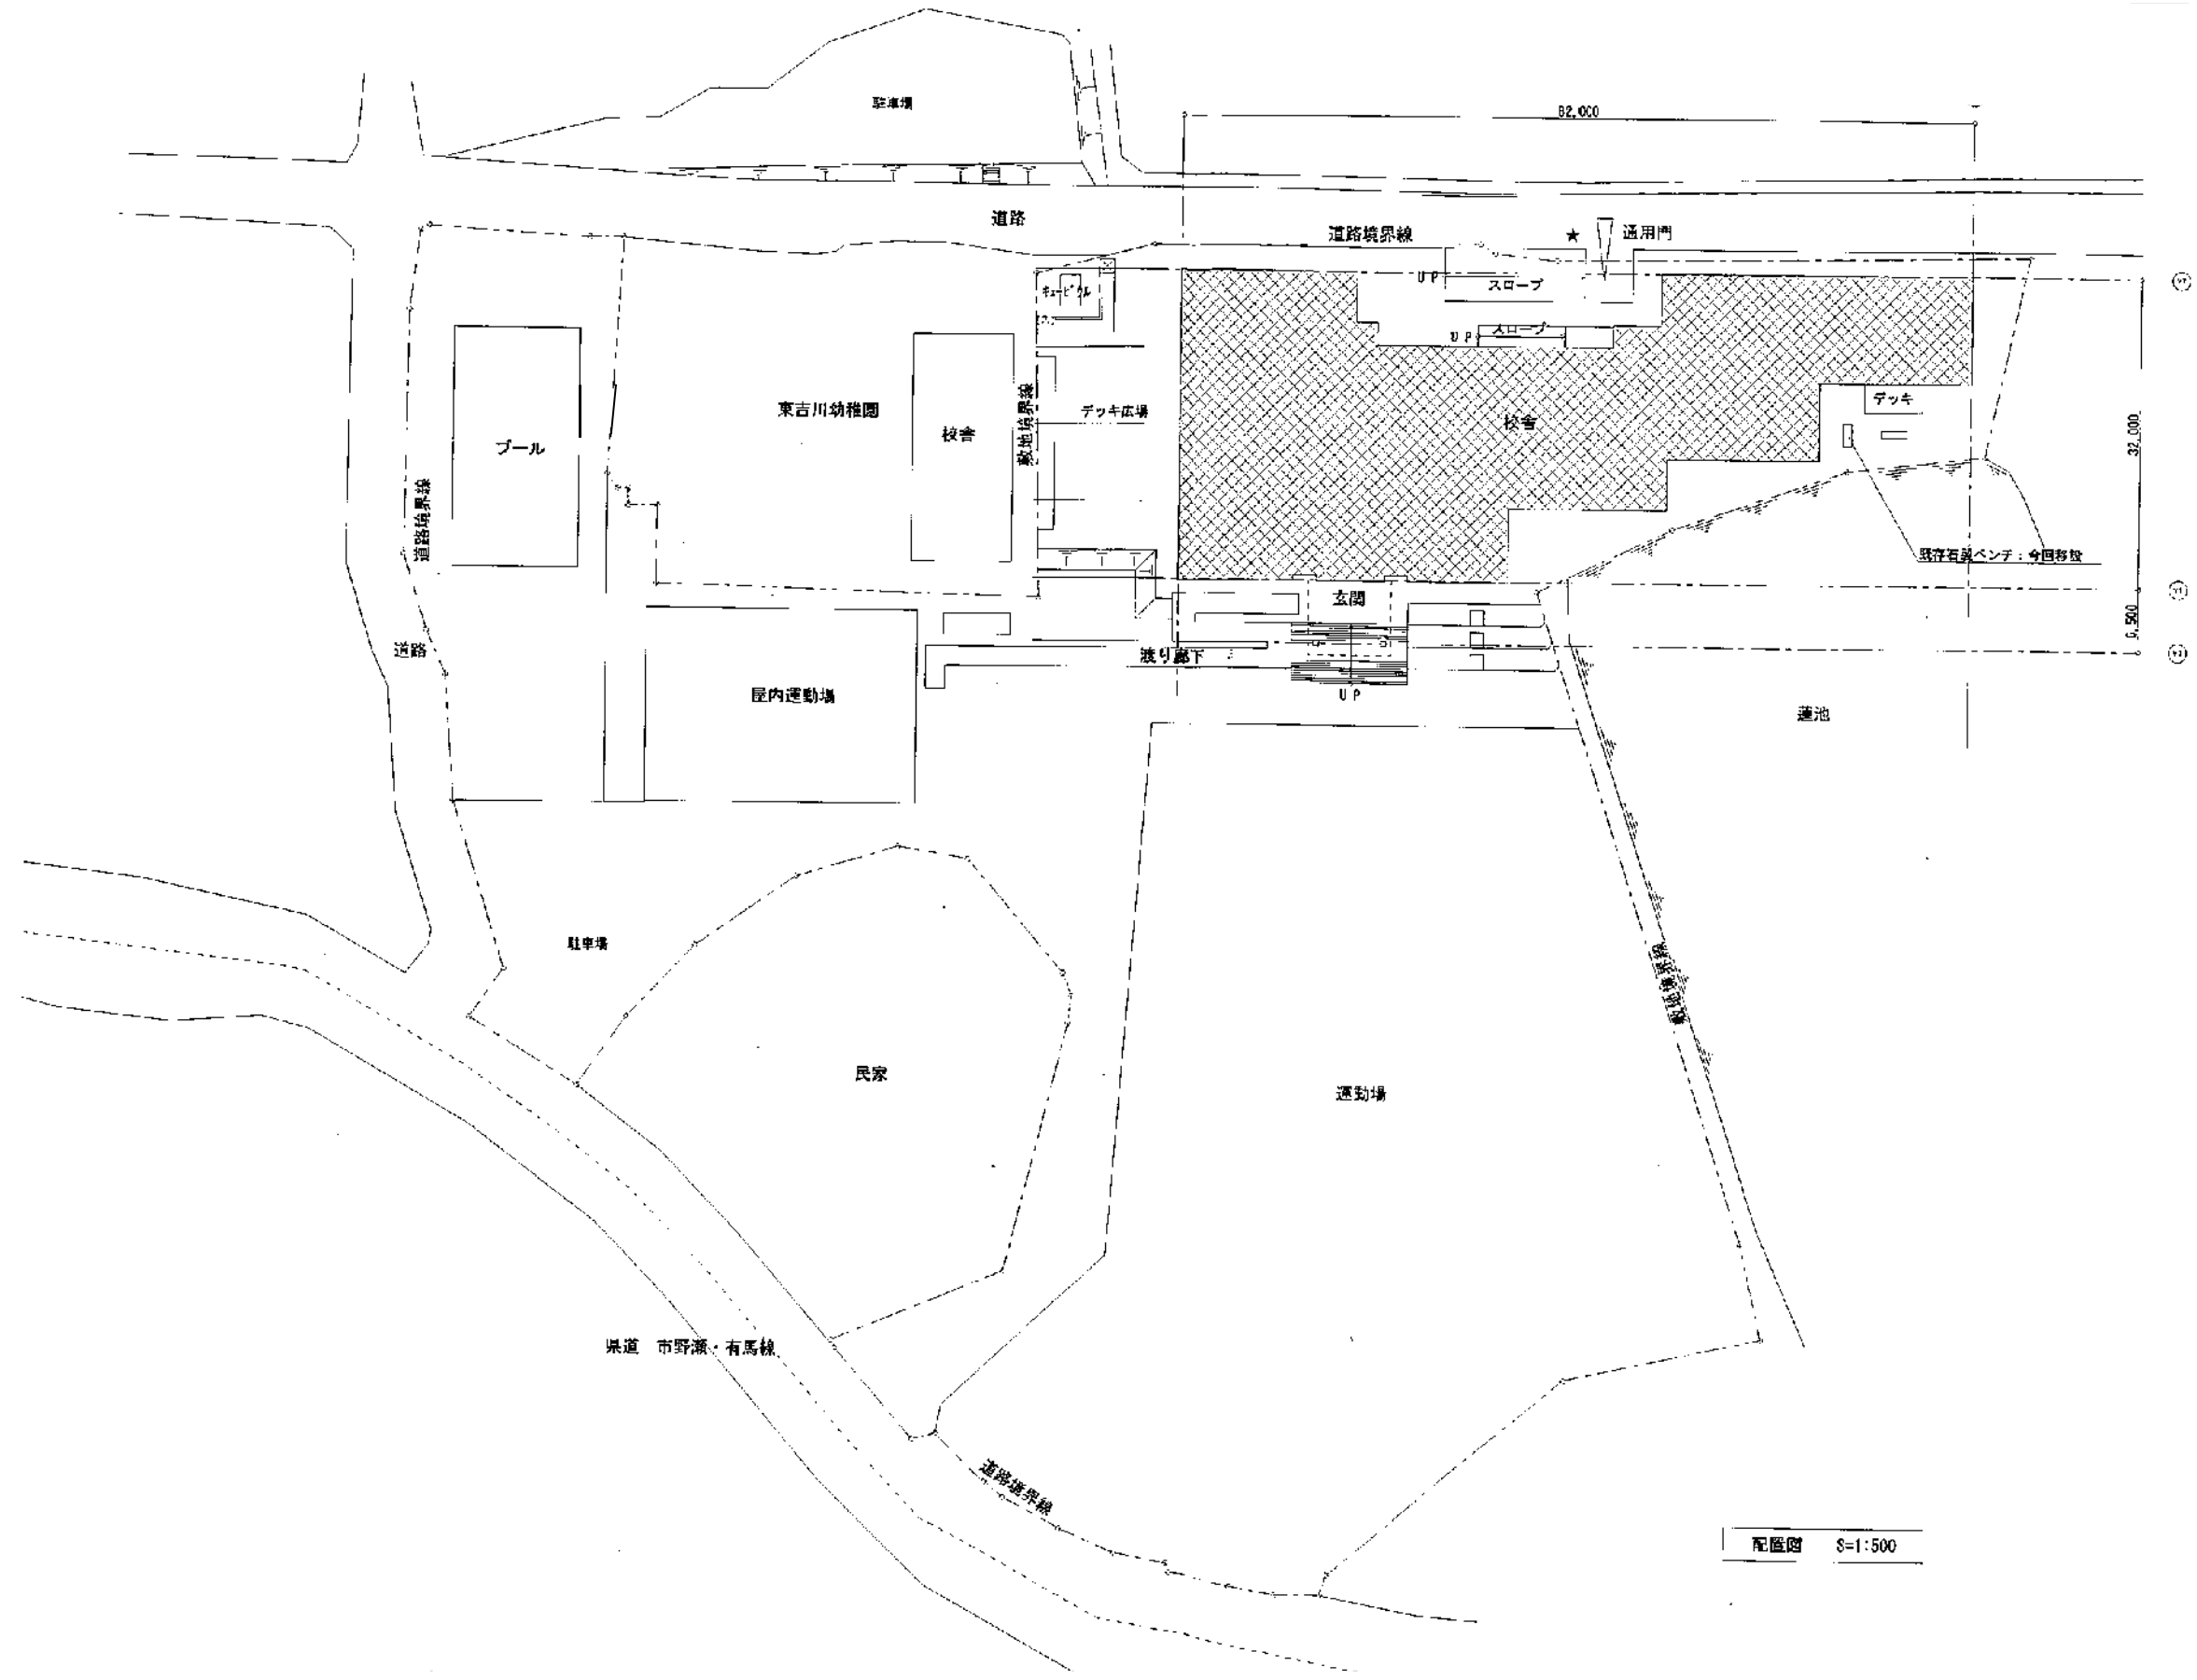 駐車場
82,000
道路
道路境界線
★
通用門
UP
スロープ
キュービクル
UP
スロープ
東吉川幼稚園
校舎
敷地境界線
デッキ広場
校舎
デッキ
プール
32,000
道路境界線
既存石製ベンチ:今回移設
玄関
6,500
道路
渡り廊下
屋内運動場
UP
蓮池
駐車場
敷地境界線
民家
運動場
県道 市野瀬・有馬線
道路境界線
配置図 S=1:500